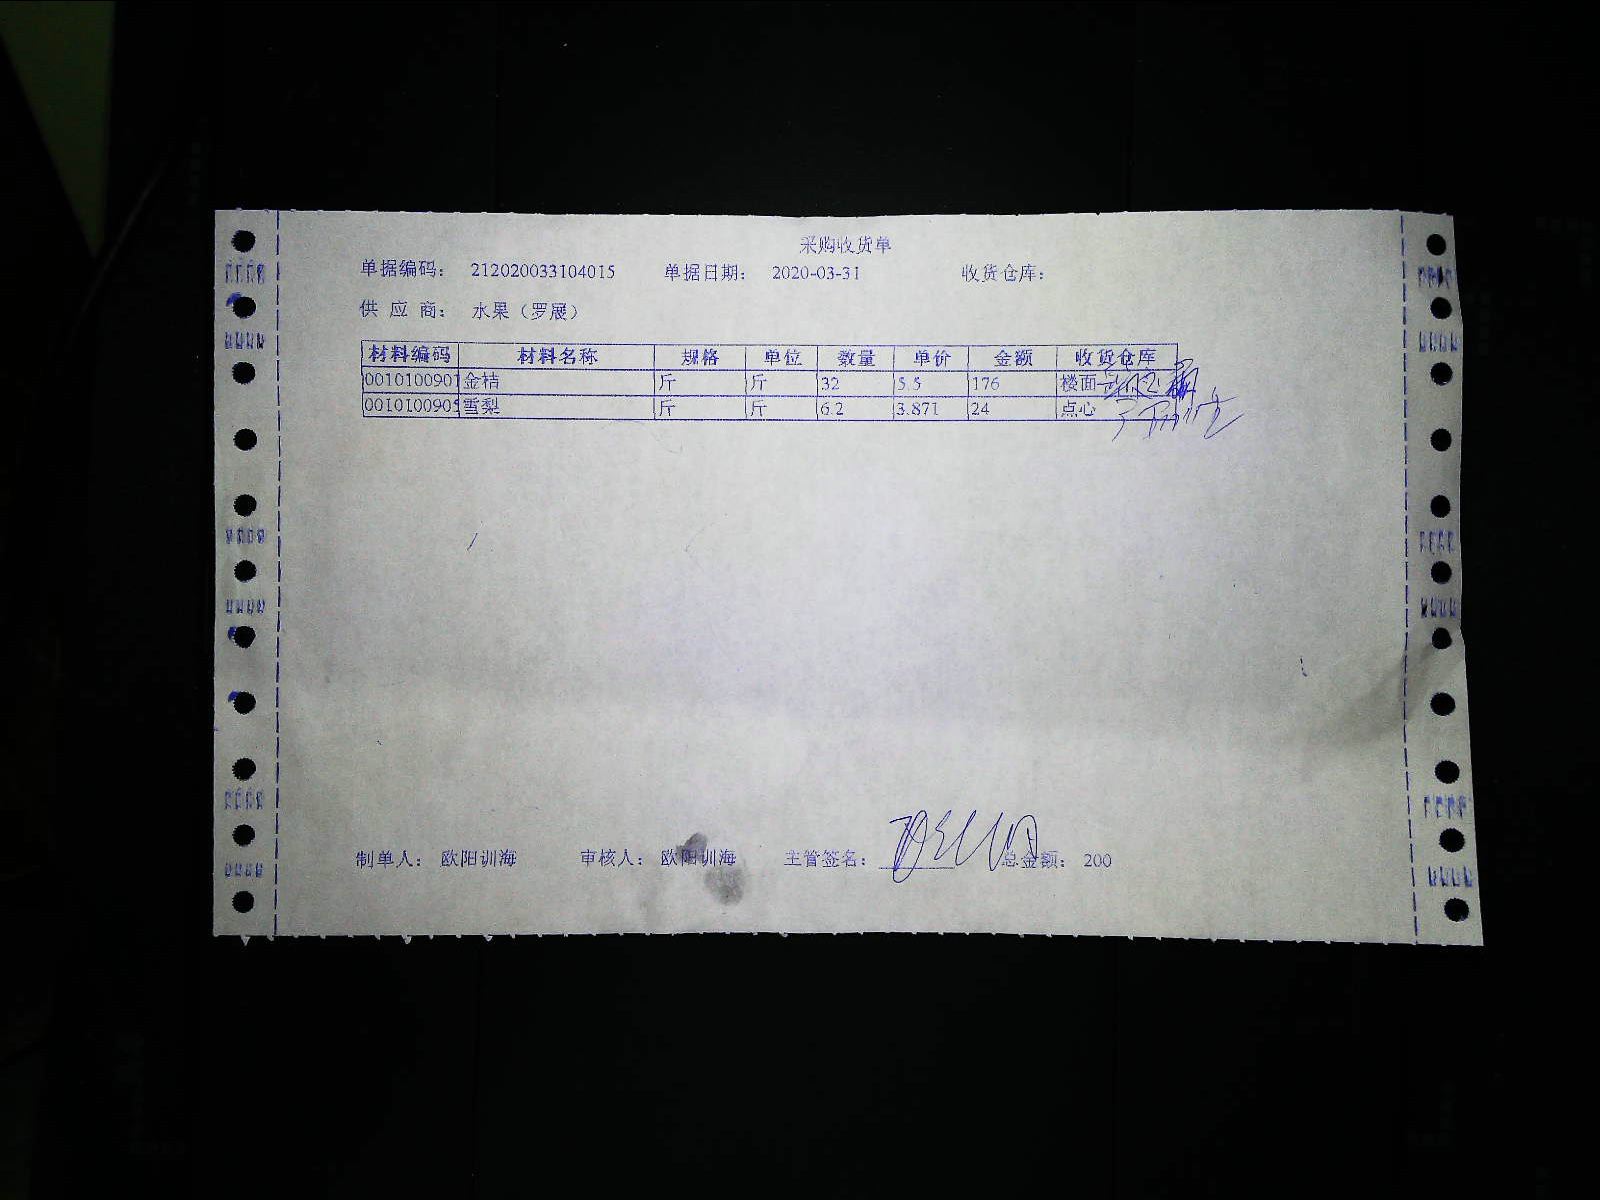 采购收货单
单据编码: 212020033104015 单据日期: 2020-03-31 收货仓库:
供 应 商: 水果（罗展）
材料编码 材料名称 规格 单位 数量 单价 金额 收货仓库
0010100901 金桔 斤 斤 32 5.5 176 楼面
001010090 雪梨 斤 斤 6.2 3.871 24 点心
制单人: 欧阳训海 审核人: 欧阳训海 主管签名: 总金额: 200